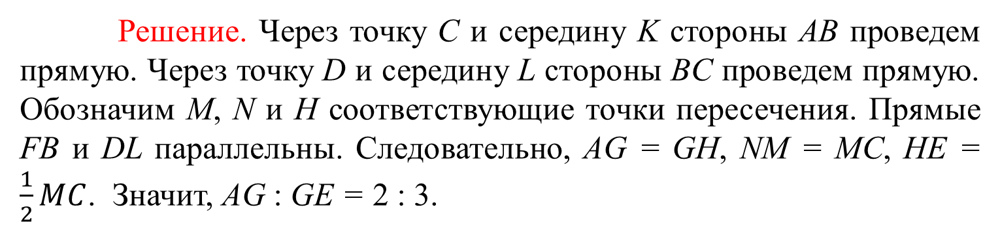 Решение. Через точку C и середину K стороны AB проведем
прямую. Через точку D и середину L стороны BC проведем прямую.
Обозначим M, N и H соответствующие точки пересечения. Прямые
FB и DL параллельны. Следовательно, AG = GH, NM = MC, HE =
1/2 MC. Значит, AG : GE = 2 : 3.